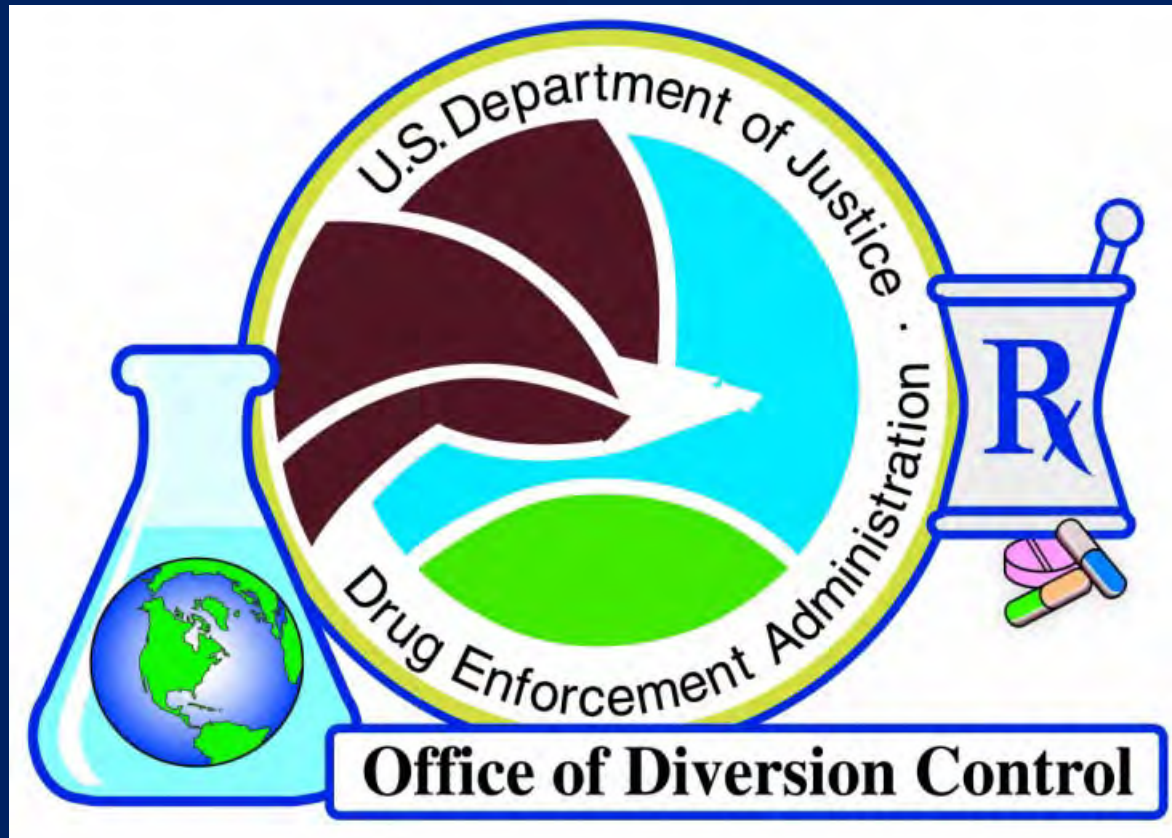 U.S. Department of Justice ·
Drug Enforcement Administration
Rx
Office of Diversion Control